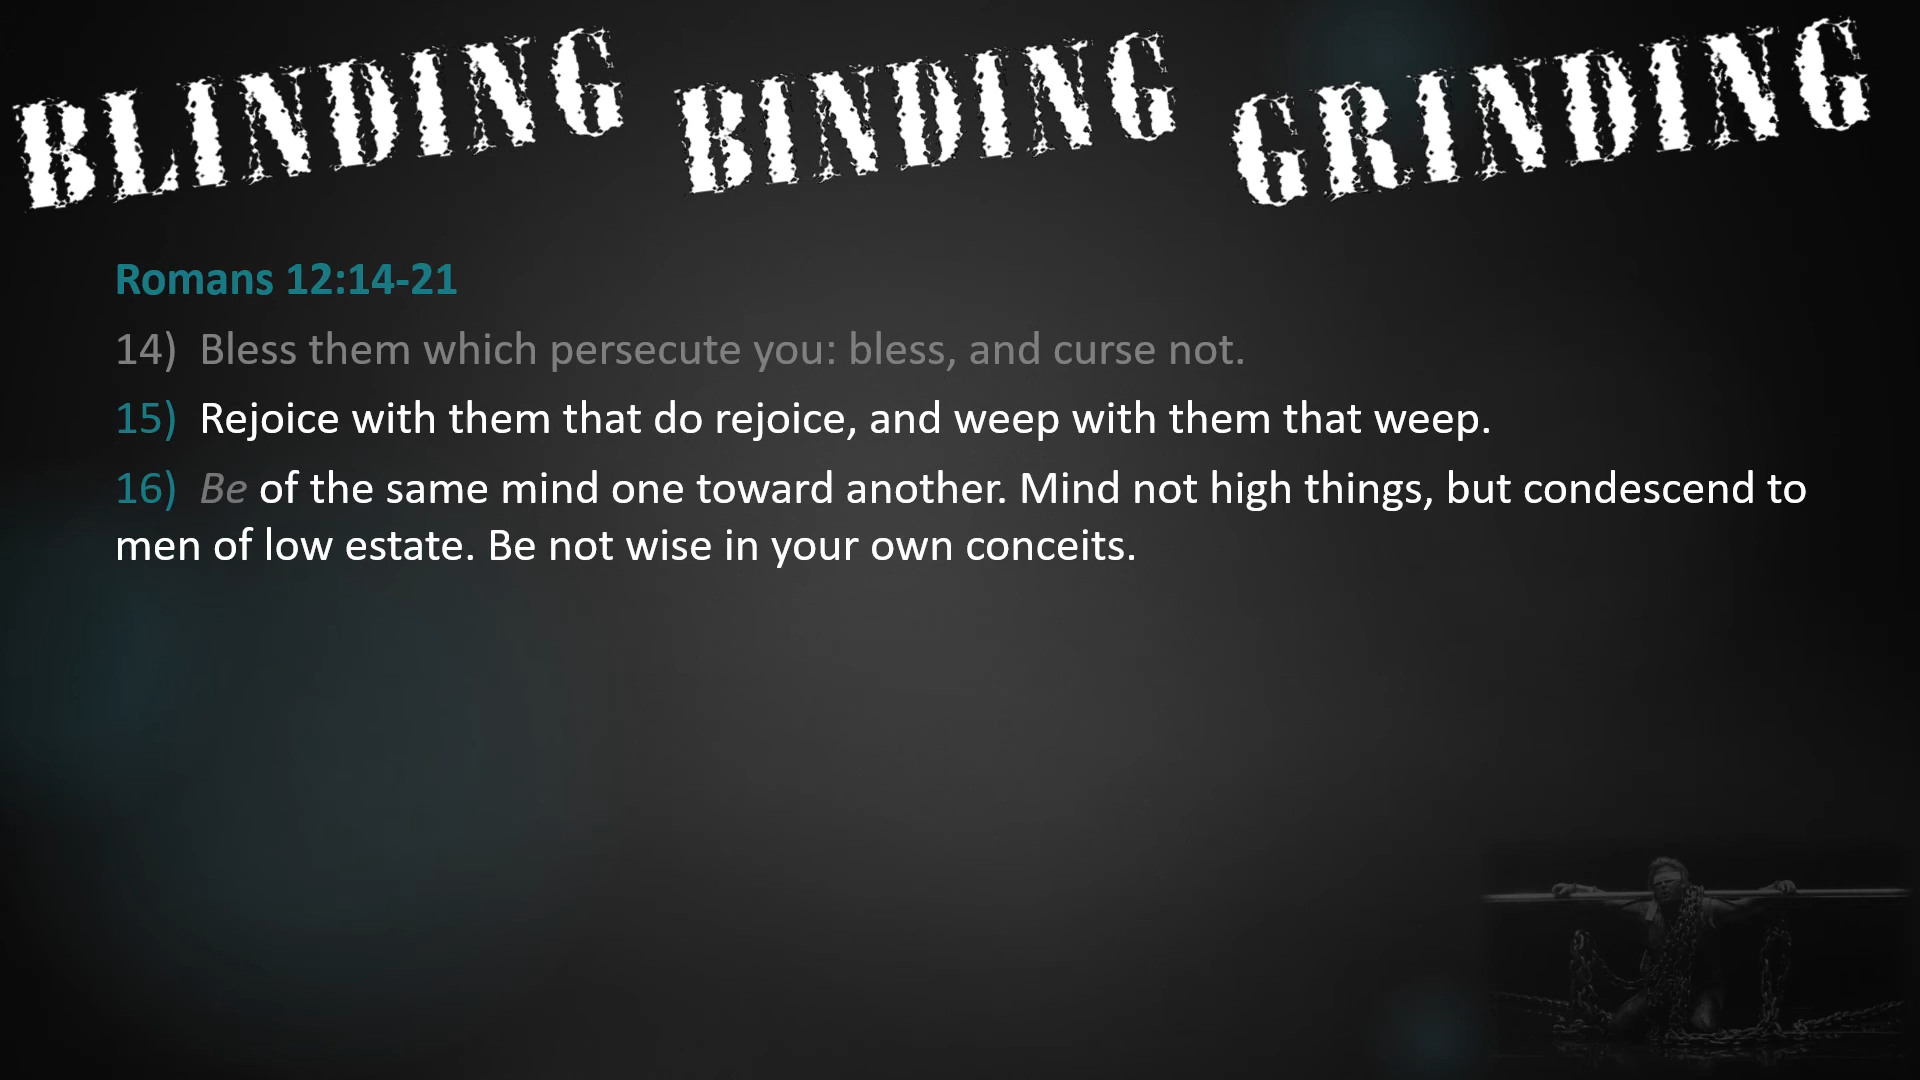 BLINDING BINDING GRINDING
Romans 12:14-21
14) Bless them which persecute you: bless, and curse not.
15) Rejoice with them that do rejoice, and weep with them that weep.
16) Be of the same mind one toward another. Mind not high things, but condescend to
men of low estate. Be not wise in your own conceits.